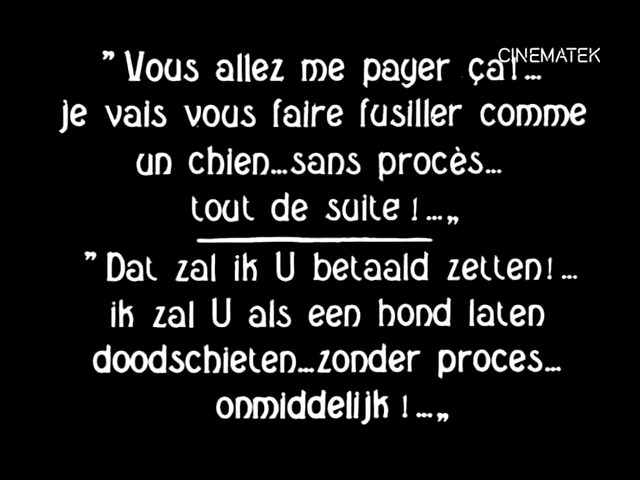 CINEMATEK
"Vous allez me payer ça!...
je vais vous faire fusiller comme
un chien...sans procès...
tout de suite!...„
"Dat zal ik U betaald zetten!...
ik zal U als een hond laten
doodschieten...zonder proces...
onmiddelijk!...„